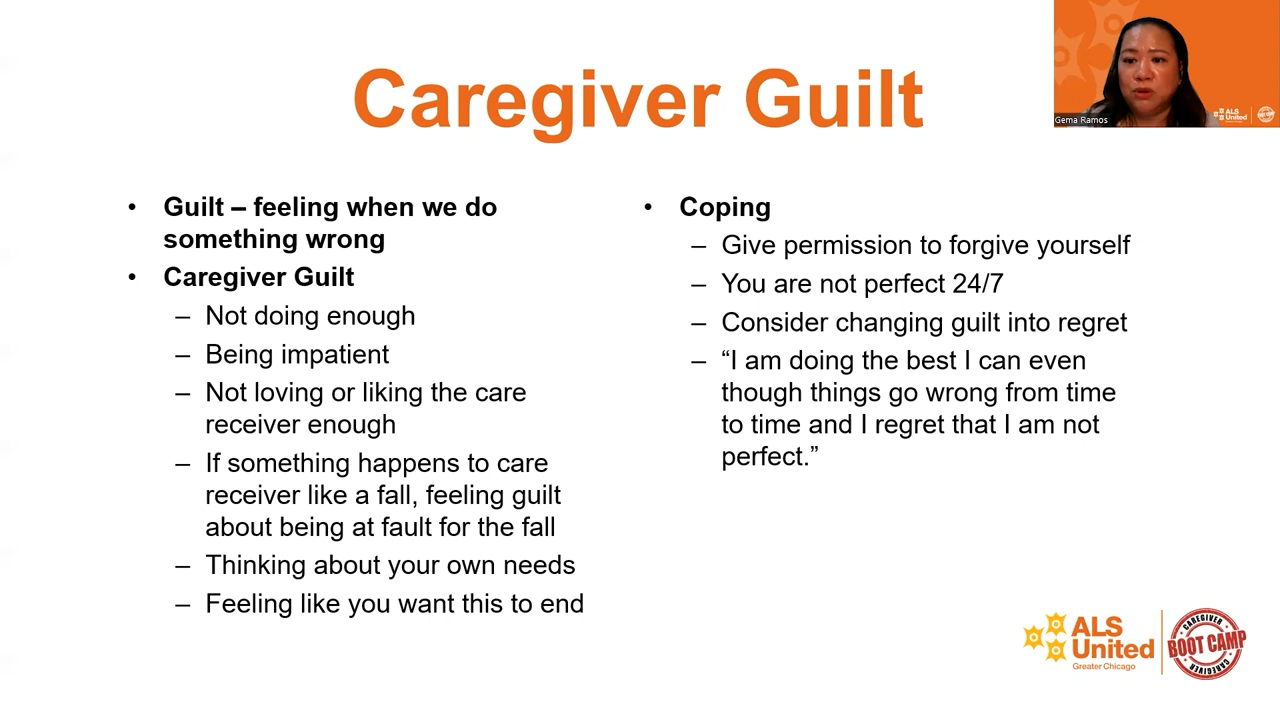 Caregiver Guilt
Gema Ramos
ALS
United
BOOT CAMP
• Guilt – feeling when we do
something wrong
• Caregiver Guilt
– Not doing enough
– Being impatient
– Not loving or liking the care
receiver enough
– If something happens to care
receiver like a fall, feeling guilt
about being at fault for the fall
– Thinking about your own needs
– Feeling like you want this to end
• Coping
– Give permission to forgive yourself
– You are not perfect 24/7
– Consider changing guilt into regret
– “I am doing the best I can even
though things go wrong from time
to time and I regret that I am not
perfect.”
ALS
United
Greater Chicago
CAREGIVER
BOOT CAMP
CAREGIVER